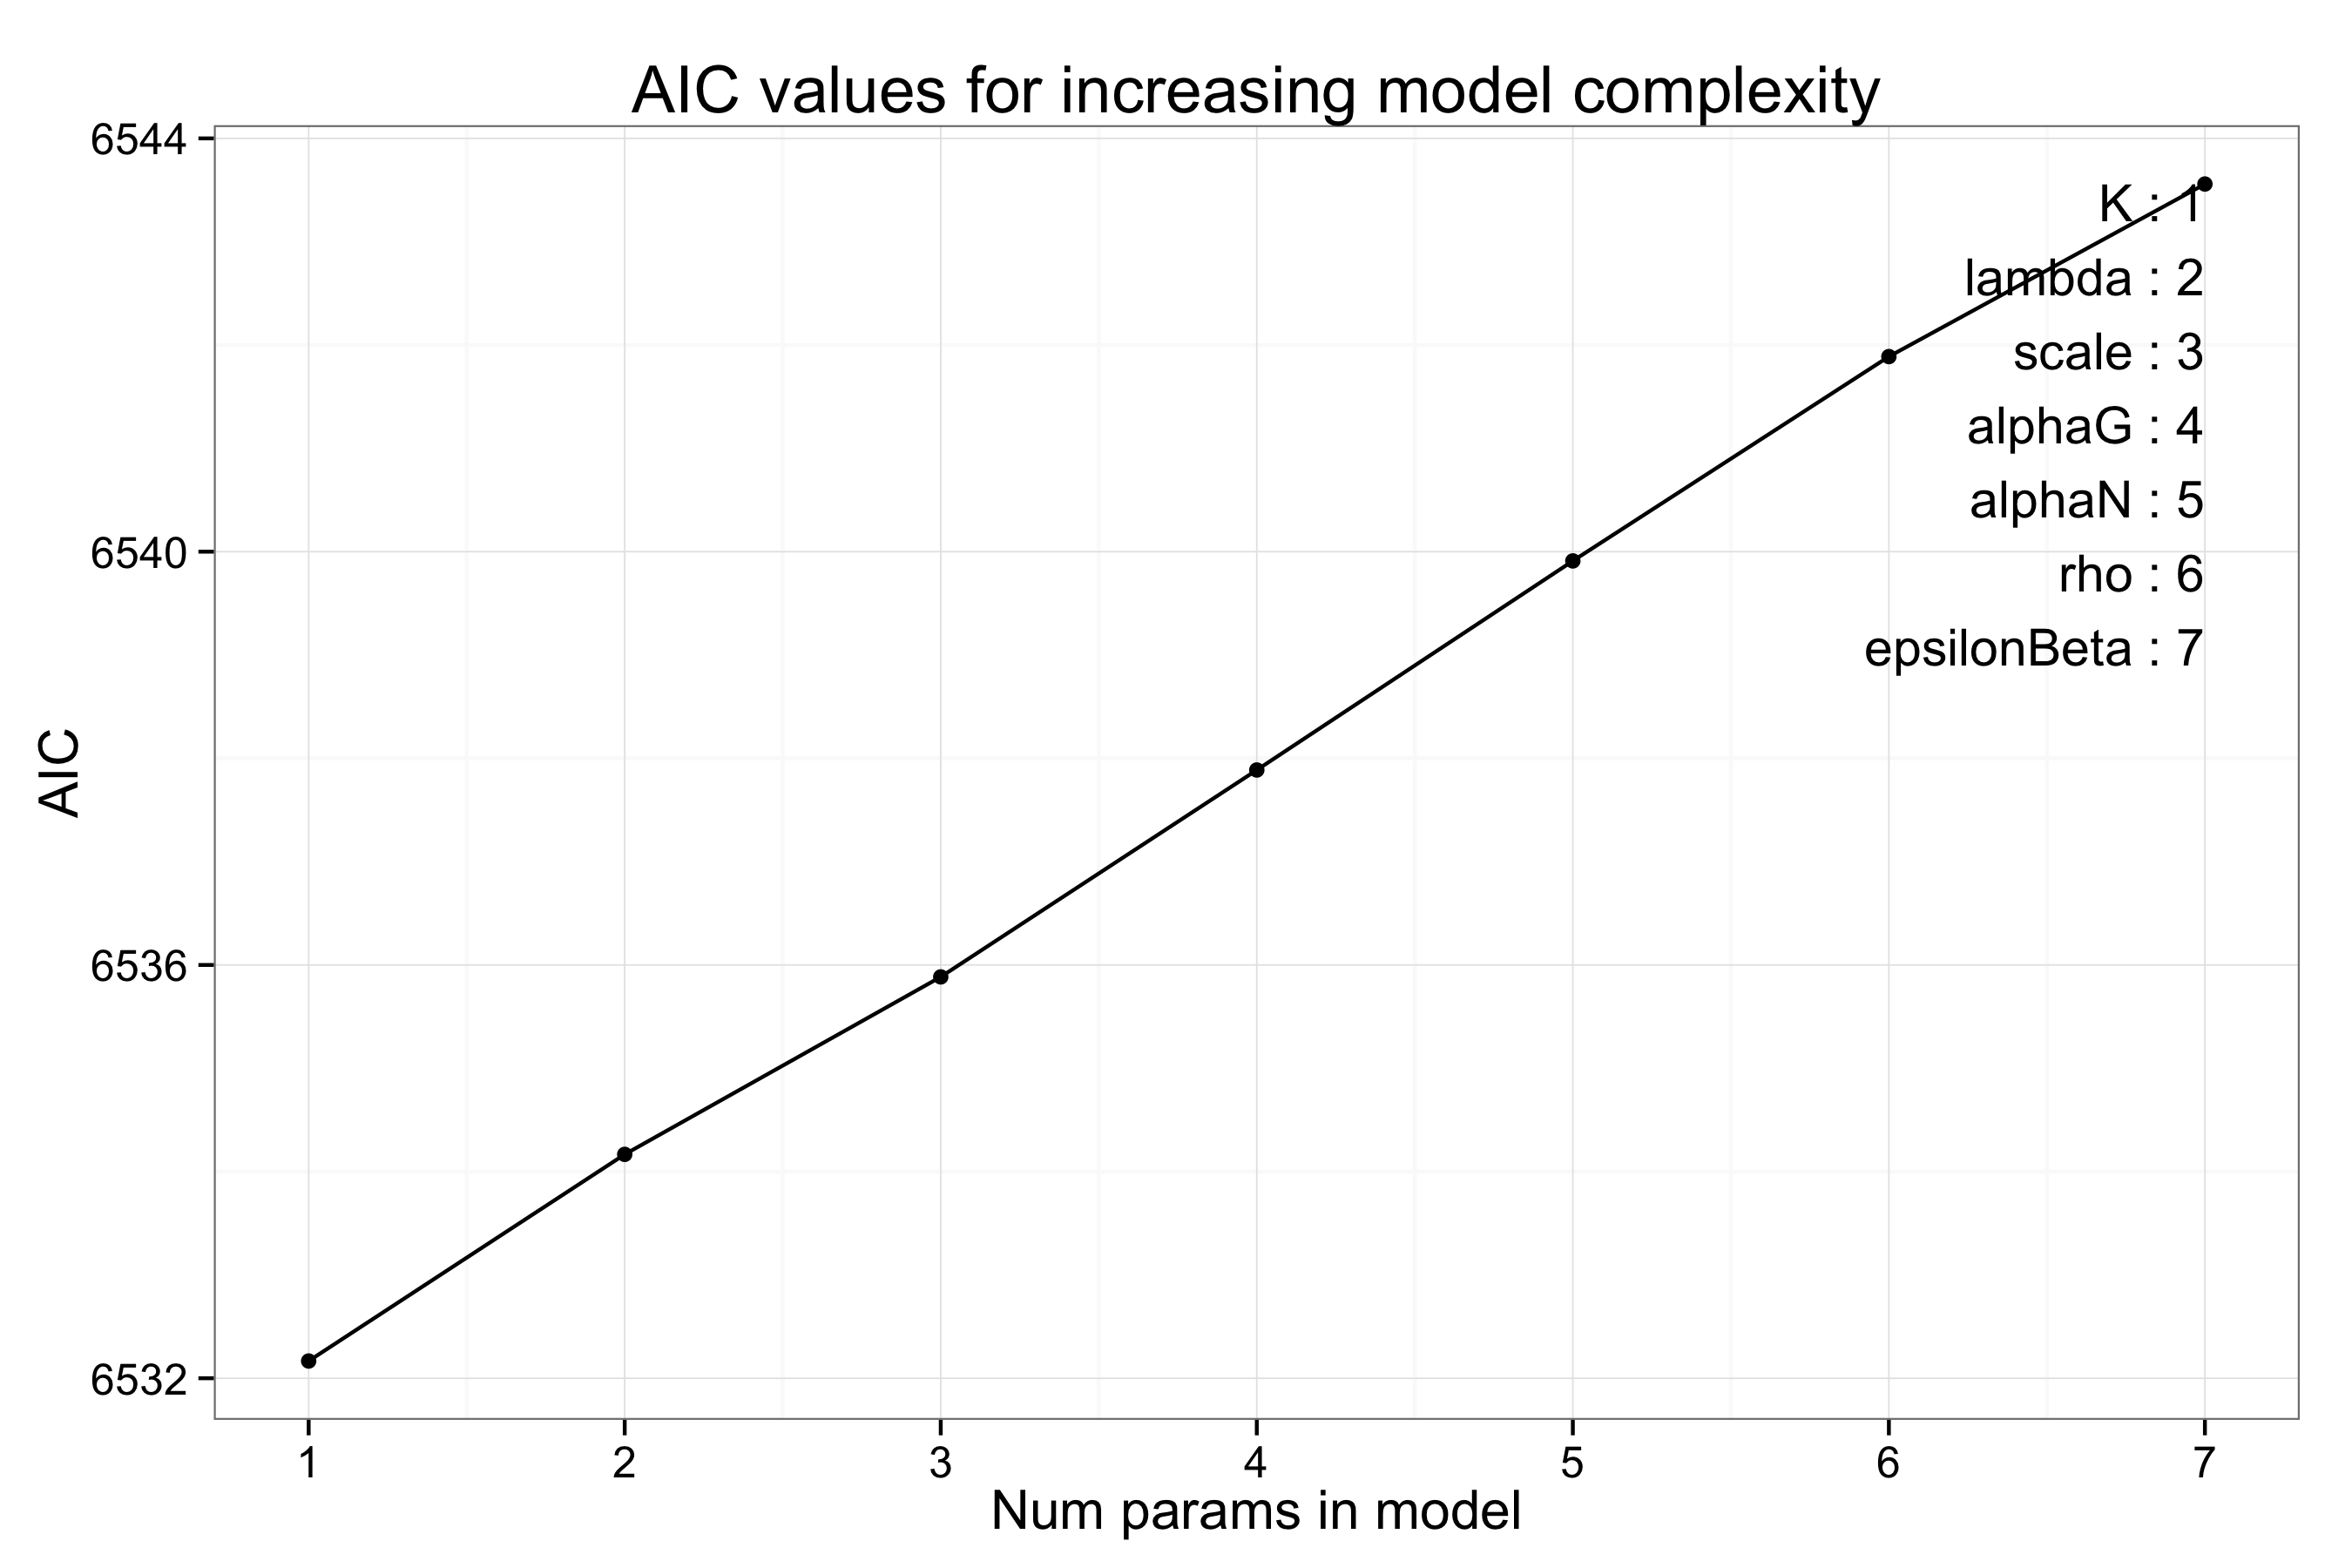 AIC values for increasing model complexity
6544
6540
6536
6532
AIC
K : 1
lambda : 2
scale : 3
alphaG : 4
alphaN : 5
rho : 6
epsilonBeta : 7
1 2 3 4 5 6 7
Num params in model